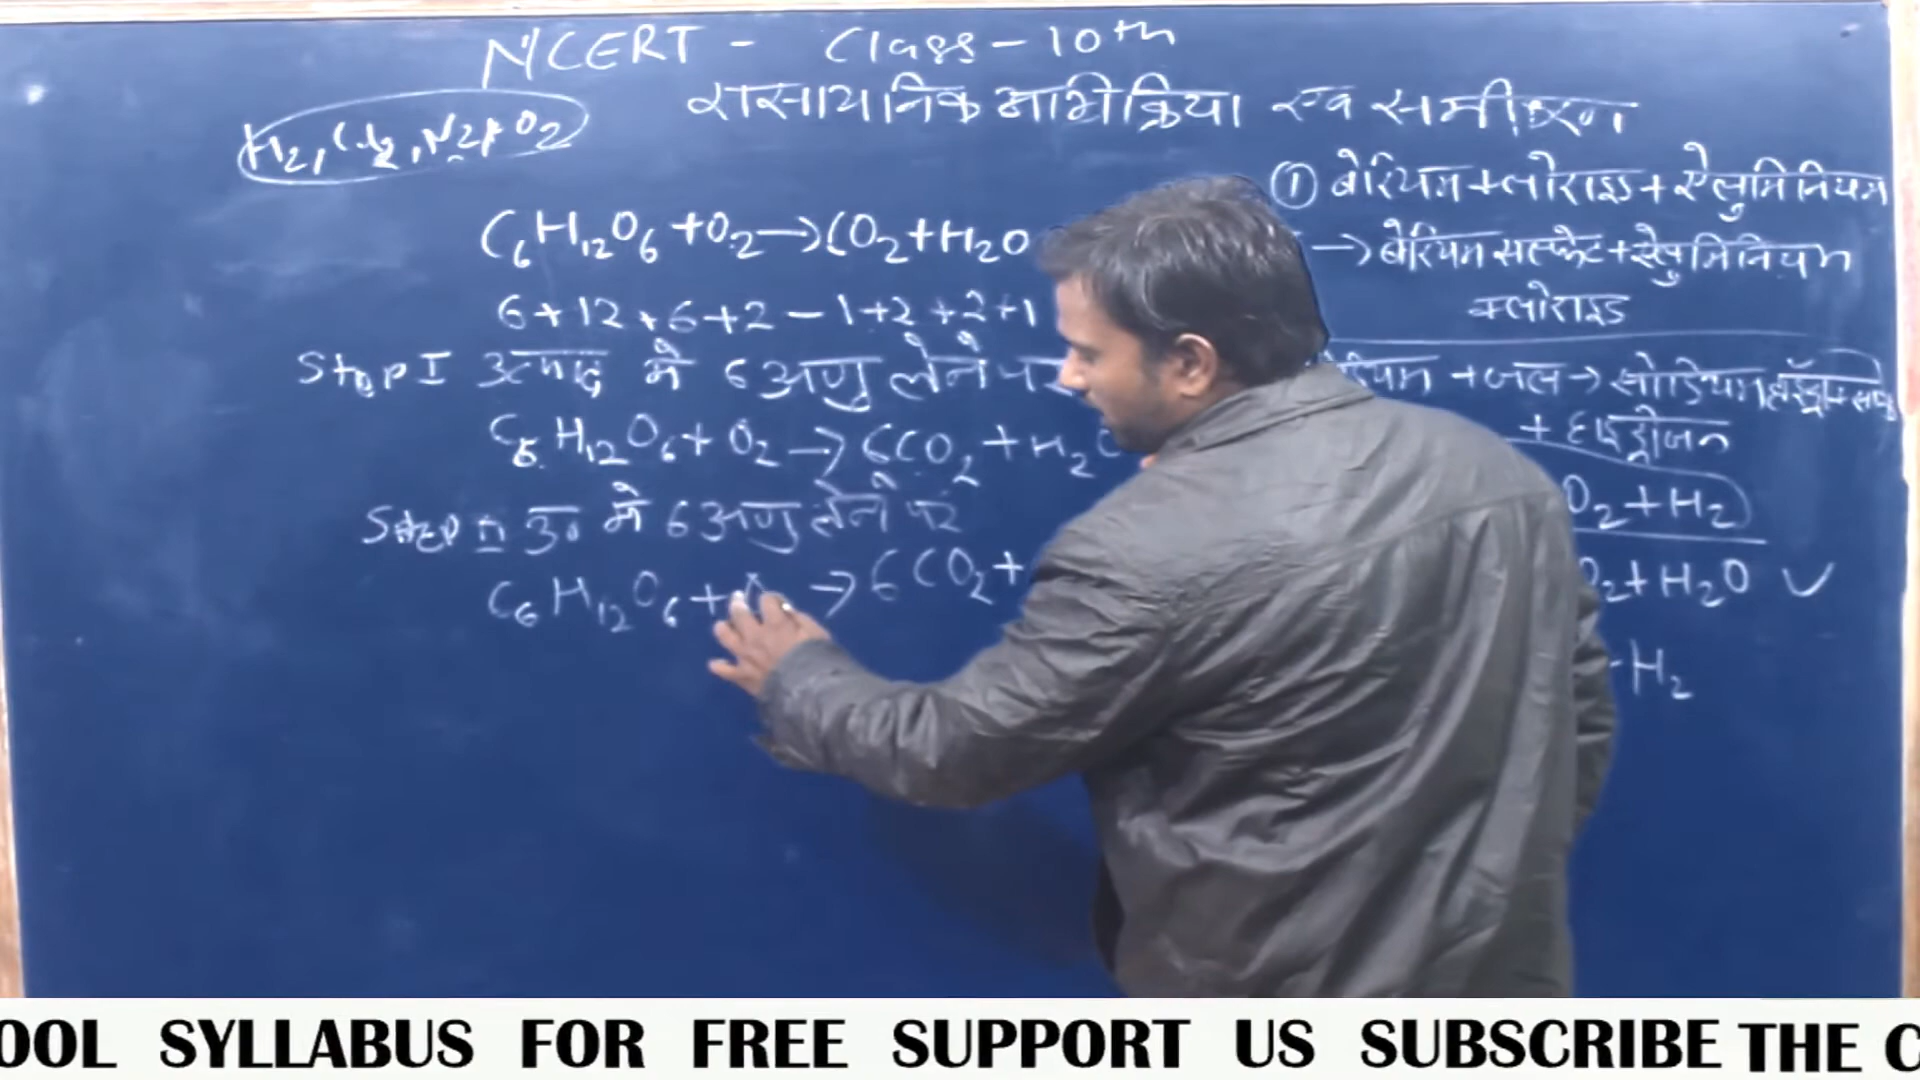 NCERT - Class-10th
रासायनिक अभिक्रिया एव समीकरण
H2, Cl2, N2, O2
C6H12O6+O2→CO2+H2O
6+12+6+2-1+2+2+1
Step I उत्पाद मे 6 अणु लेने पर
C6H12O6+O2→6CO2+H2O
Step II उ० मे 6 अणु लेने पर
C6H12O6+ →6CO2+
① बेरियम क्लोराइड+ऐलुमिनियम
→बेरियम सल्फेट+ऐलुमिनियम
क्लोराइड
+जल→सोडियम
+हाइड्रोजन
O2+H2
+H2O ✓
H2
OOL SYLLABUS FOR FREE SUPPORT US SUBSCRIBE THE C